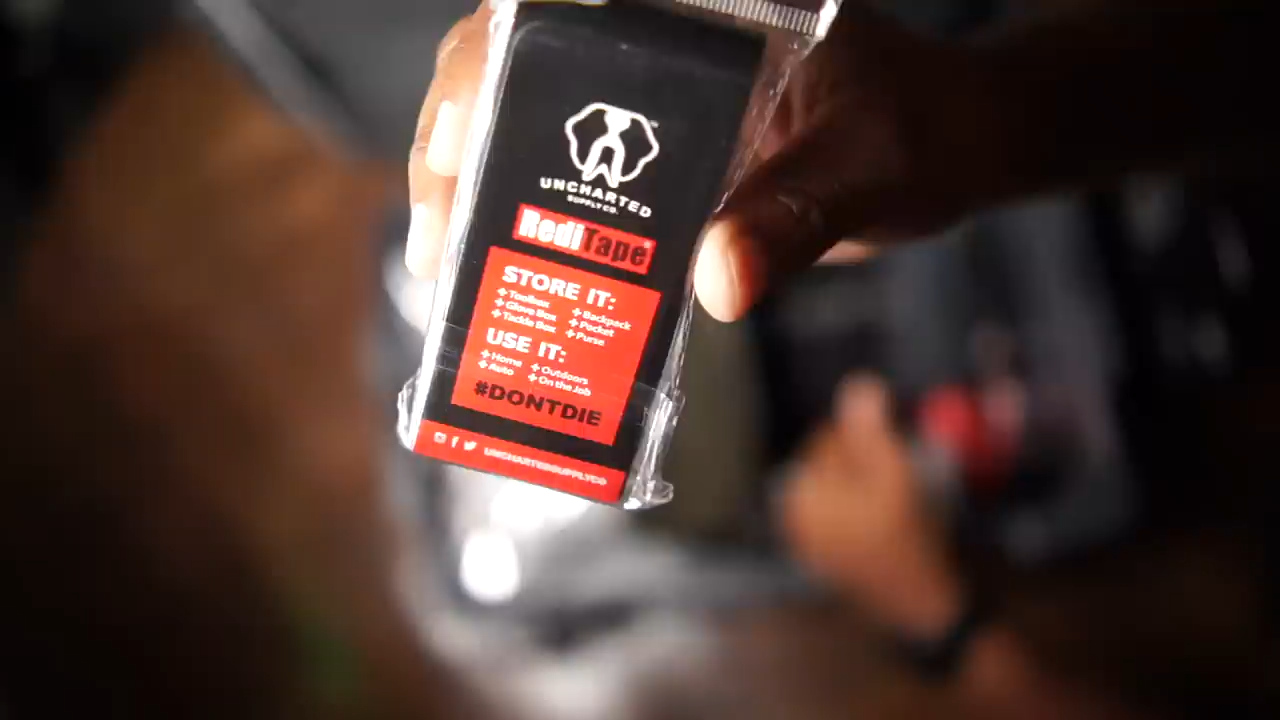 UNCHARTED
SUPPLY CO.
RediTape
STORE IT:
+ Toolbox + Backpack
+ Glove Box + Pocket
+ Tackle Box + Purse
USE IT:
+ Home + Outdoors
+ Auto + On the Job
#DONTDIE
UNCHARTEDSUPPLYCO